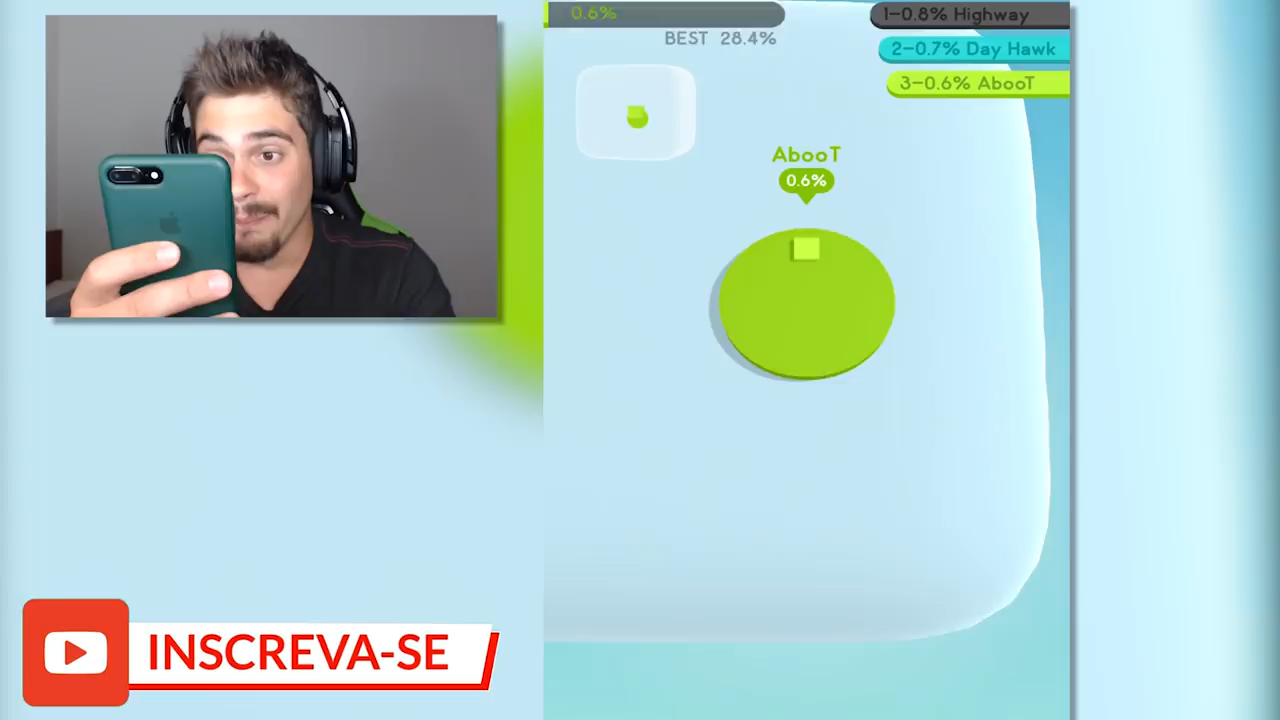 0.6%
BEST 28.4%
1-0.8% Highway
2-0.7% Day Hawk
3-0.6% AbooT
AbooT
0.6%
INSCREVA-SE